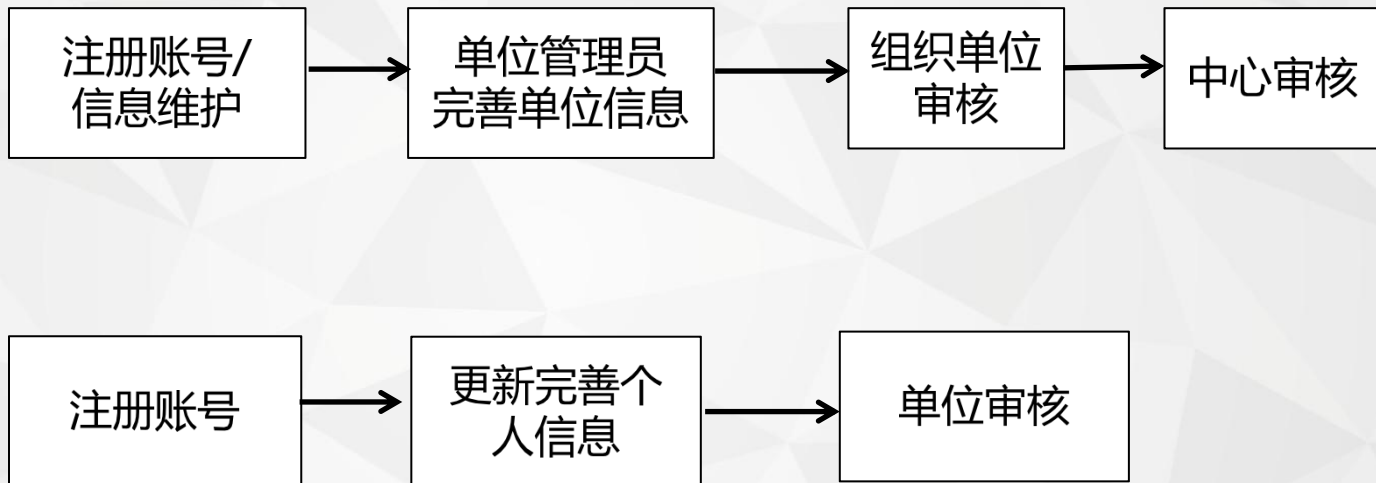 注册账号/
信息维护
单位管理员
完善单位信息
组织单位
审核
中心审核
注册账号
更新完善个
人信息
单位审核